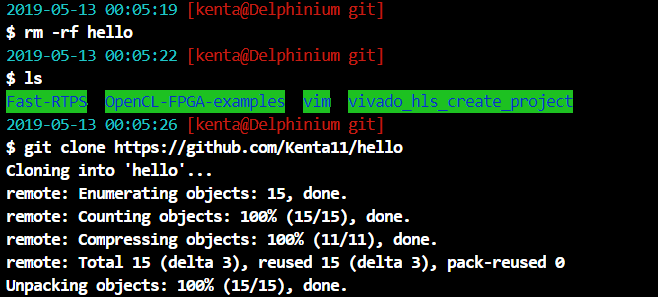 2019-05-13 00:05:19 [kenta@Delphinium git]
$ rm -rf hello
2019-05-13 00:05:22 [kenta@Delphinium git]
$ ls
Fast-RTPS OpenCL-FPGA-examples vim vivado_hls_create_project
2019-05-13 00:05:26 [kenta@Delphinium git]
$ git clone https://github.com/Kenta11/hello
Cloning into 'hello'...
remote: Enumerating objects: 15, done.
remote: Counting objects: 100% (15/15), done.
remote: Compressing objects: 100% (11/11), done.
remote: Total 15 (delta 3), reused 15 (delta 3), pack-reused 0
Unpacking objects: 100% (15/15), done.